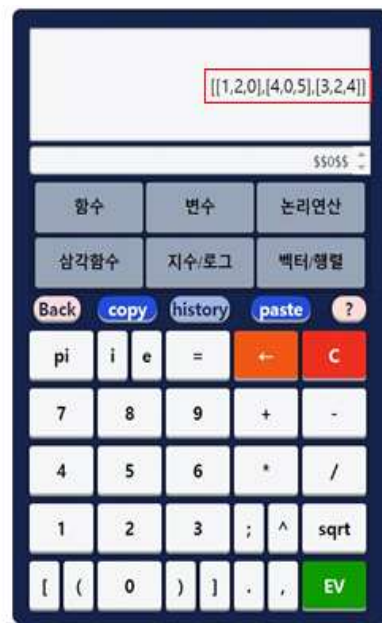 [[1,2,0],[4,0,5],[3,2,4]]
$$0$$
함수 변수 논리연산
삼각함수 지수/로그 벡터/행렬
Back copy history paste ?
pi i e = ← C
7 8 9 + -
4 5 6 * /
1 2 3 ; ^ sqrt
[ ( 0 ) ] . , EV